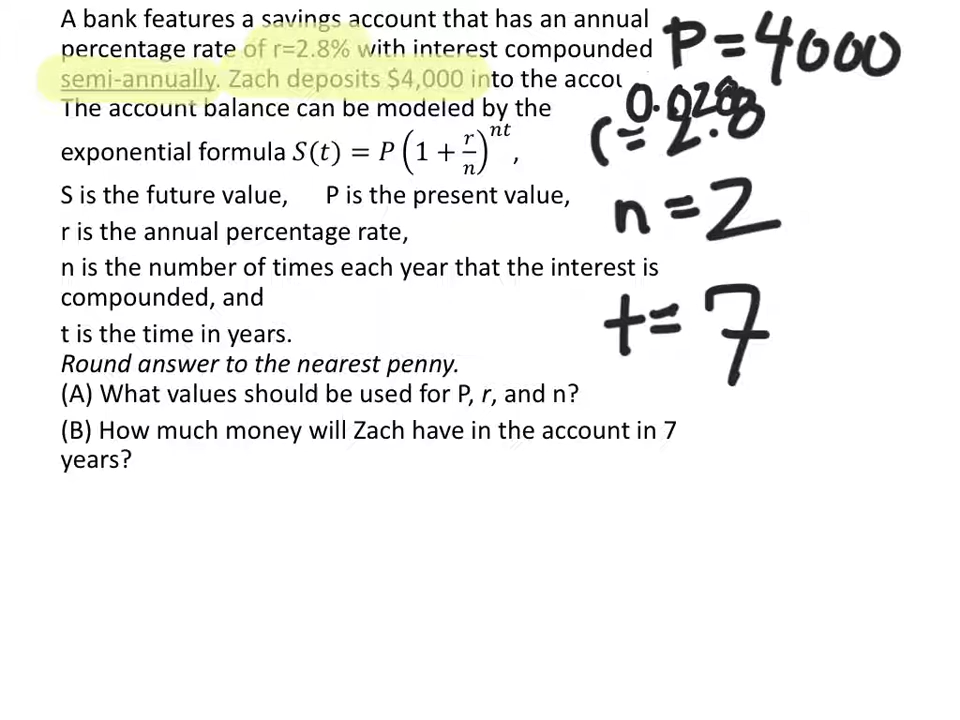 A bank features a savings account that has an annual
percentage rate of r=2.8% with interest compounded
semi-annually. Zach deposits $4,000 into the
The account balance can be modeled by the
exponential formula S(t) = P(1 + r/n)^nt,
S is the future value, P is the present value,
r is the annual percentage rate,
n is the number of times each year that the interest is
compounded, and
t is the time in years.
Round answer to the nearest penny.
(A) What values should be used for P, r, and n?
(B) How much money will Zach have in the account in 7
years?
P = 4000
r = 2.8
n = 2
t = 7